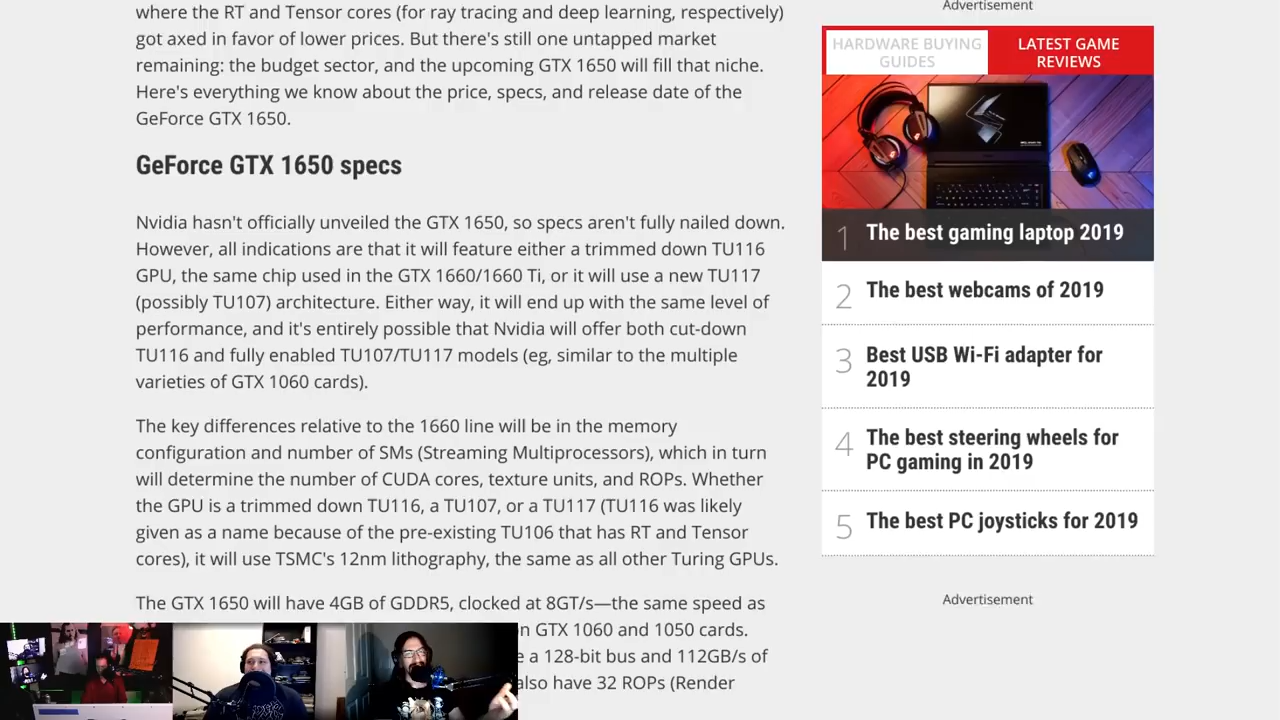 where the RT and Tensor cores (for ray tracing and deep learning, respectively)
got axed in favor of lower prices. But there's still one untapped market
remaining: the budget sector, and the upcoming GTX 1650 will fill that niche.
Here's everything we know about the price, specs, and release date of the
GeForce GTX 1650.
GeForce GTX 1650 specs
Nvidia hasn't officially unveiled the GTX 1650, so specs aren't fully nailed down.
However, all indications are that it will feature either a trimmed down TU116
GPU, the same chip used in the GTX 1660/1660 Ti, or it will use a new TU117
(possibly TU107) architecture. Either way, it will end up with the same level of
performance, and it's entirely possible that Nvidia will offer both cut-down
TU116 and fully enabled TU107/TU117 models (eg, similar to the multiple
varieties of GTX 1060 cards).
The key differences relative to the 1660 line will be in the memory
configuration and number of SMs (Streaming Multiprocessors), which in turn
will determine the number of CUDA cores, texture units, and ROPs. Whether
the GPU is a trimmed down TU116, a TU107, or a TU117 (TU116 was likely
given as a name because of the pre-existing TU106 that has RT and Tensor
cores), it will use TSMC's 12nm lithography, the same as all other Turing GPUs.
The GTX 1650 will have 4GB of GDDR5, clocked at 8GT/s—the same speed as
GTX 1060 and 1050 cards.
a 128-bit bus and 112GB/s of
also have 32 ROPs (Render
Advertisement
HARDWARE BUYING
GUIDES
LATEST GAME
REVIEWS
1 The best gaming laptop 2019
2 The best webcams of 2019
3 Best USB Wi-Fi adapter for
2019
4 The best steering wheels for
PC gaming in 2019
5 The best PC joysticks for 2019
Advertisement